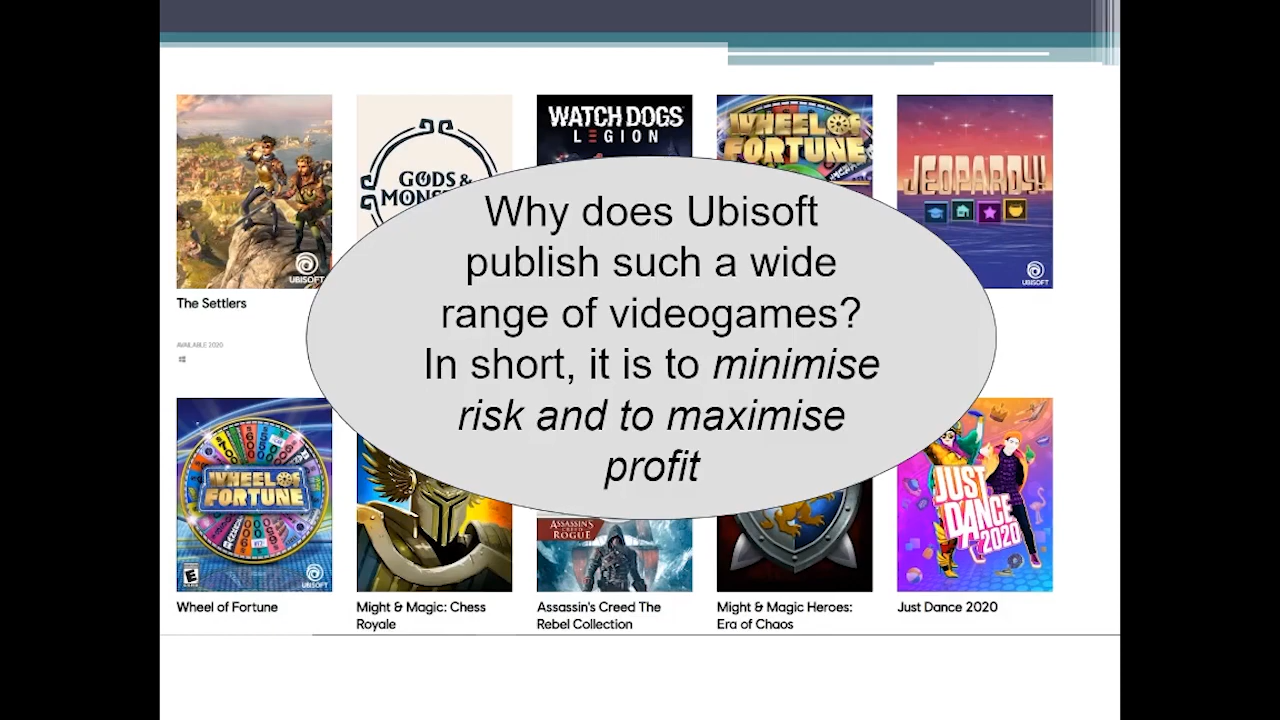 WATCH DOGS
LEGION
WHEEL OF
FORTUNE
JEOPARDY!
GODS &
UBISOFT
UBISOFT
Why does Ubisoft
publish such a wide
range of videogames?
In short, it is to minimise
risk and to maximise
profit
The Settlers
AVAILABLE 2020
WHEEL OF
FORTUNE
UBISOFT
ASSASSIN'S CREED
ROGUE
JUST
DANCE
2020
Wheel of Fortune
Might & Magic: Chess
Royale
Assassin's Creed The
Rebel Collection
Might & Magic Heroes:
Era of Chaos
Just Dance 2020